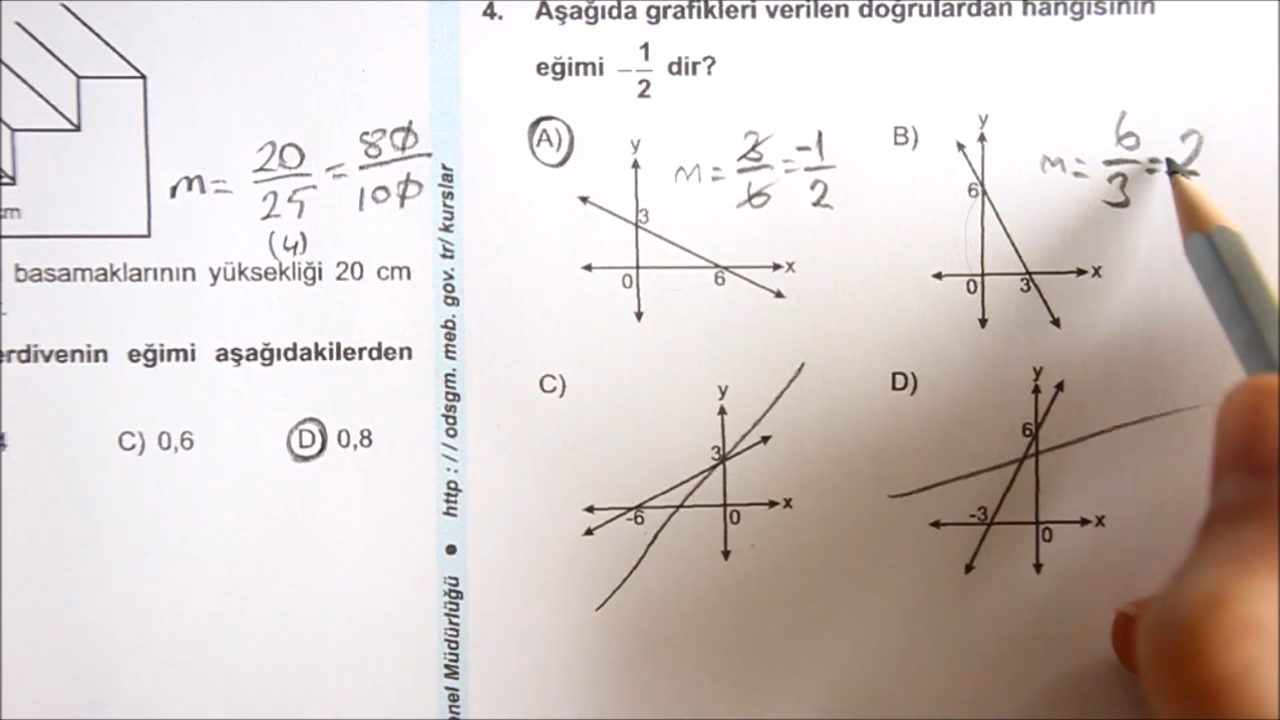 m = 20/25 = 80/100
(4)
basamaklarının yüksekliği 20 cm
erdivenin eğimi aşağıdakilerden
C) 0,6
D) 0,8
http : / / odsgm. meb. gov. tr/ kurslar
enel Müdürlüğü
4. Aşağıda grafikleri verilen doğrulardan hangisinin
eğimi -1/2 dir?
A)
y
3
0
6
x
m = 3/6 = -1/2
B)
y
6
0
3
x
m = 6/3 = 2
C)
y
3
-6
0
x
D)
y
6
-3
0
x